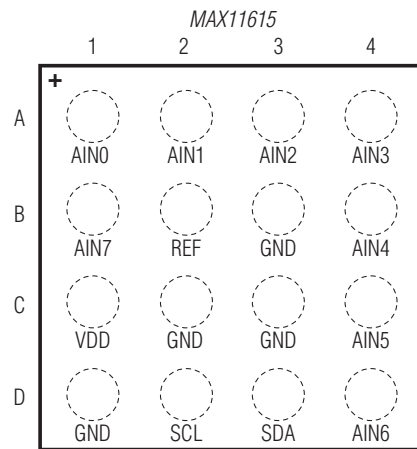 MAX11615
1 2 3 4
+
A
AIN0 AIN1 AIN2 AIN3
B
AIN7 REF GND AIN4
C
VDD GND GND AIN5
D
GND SCL SDA AIN6